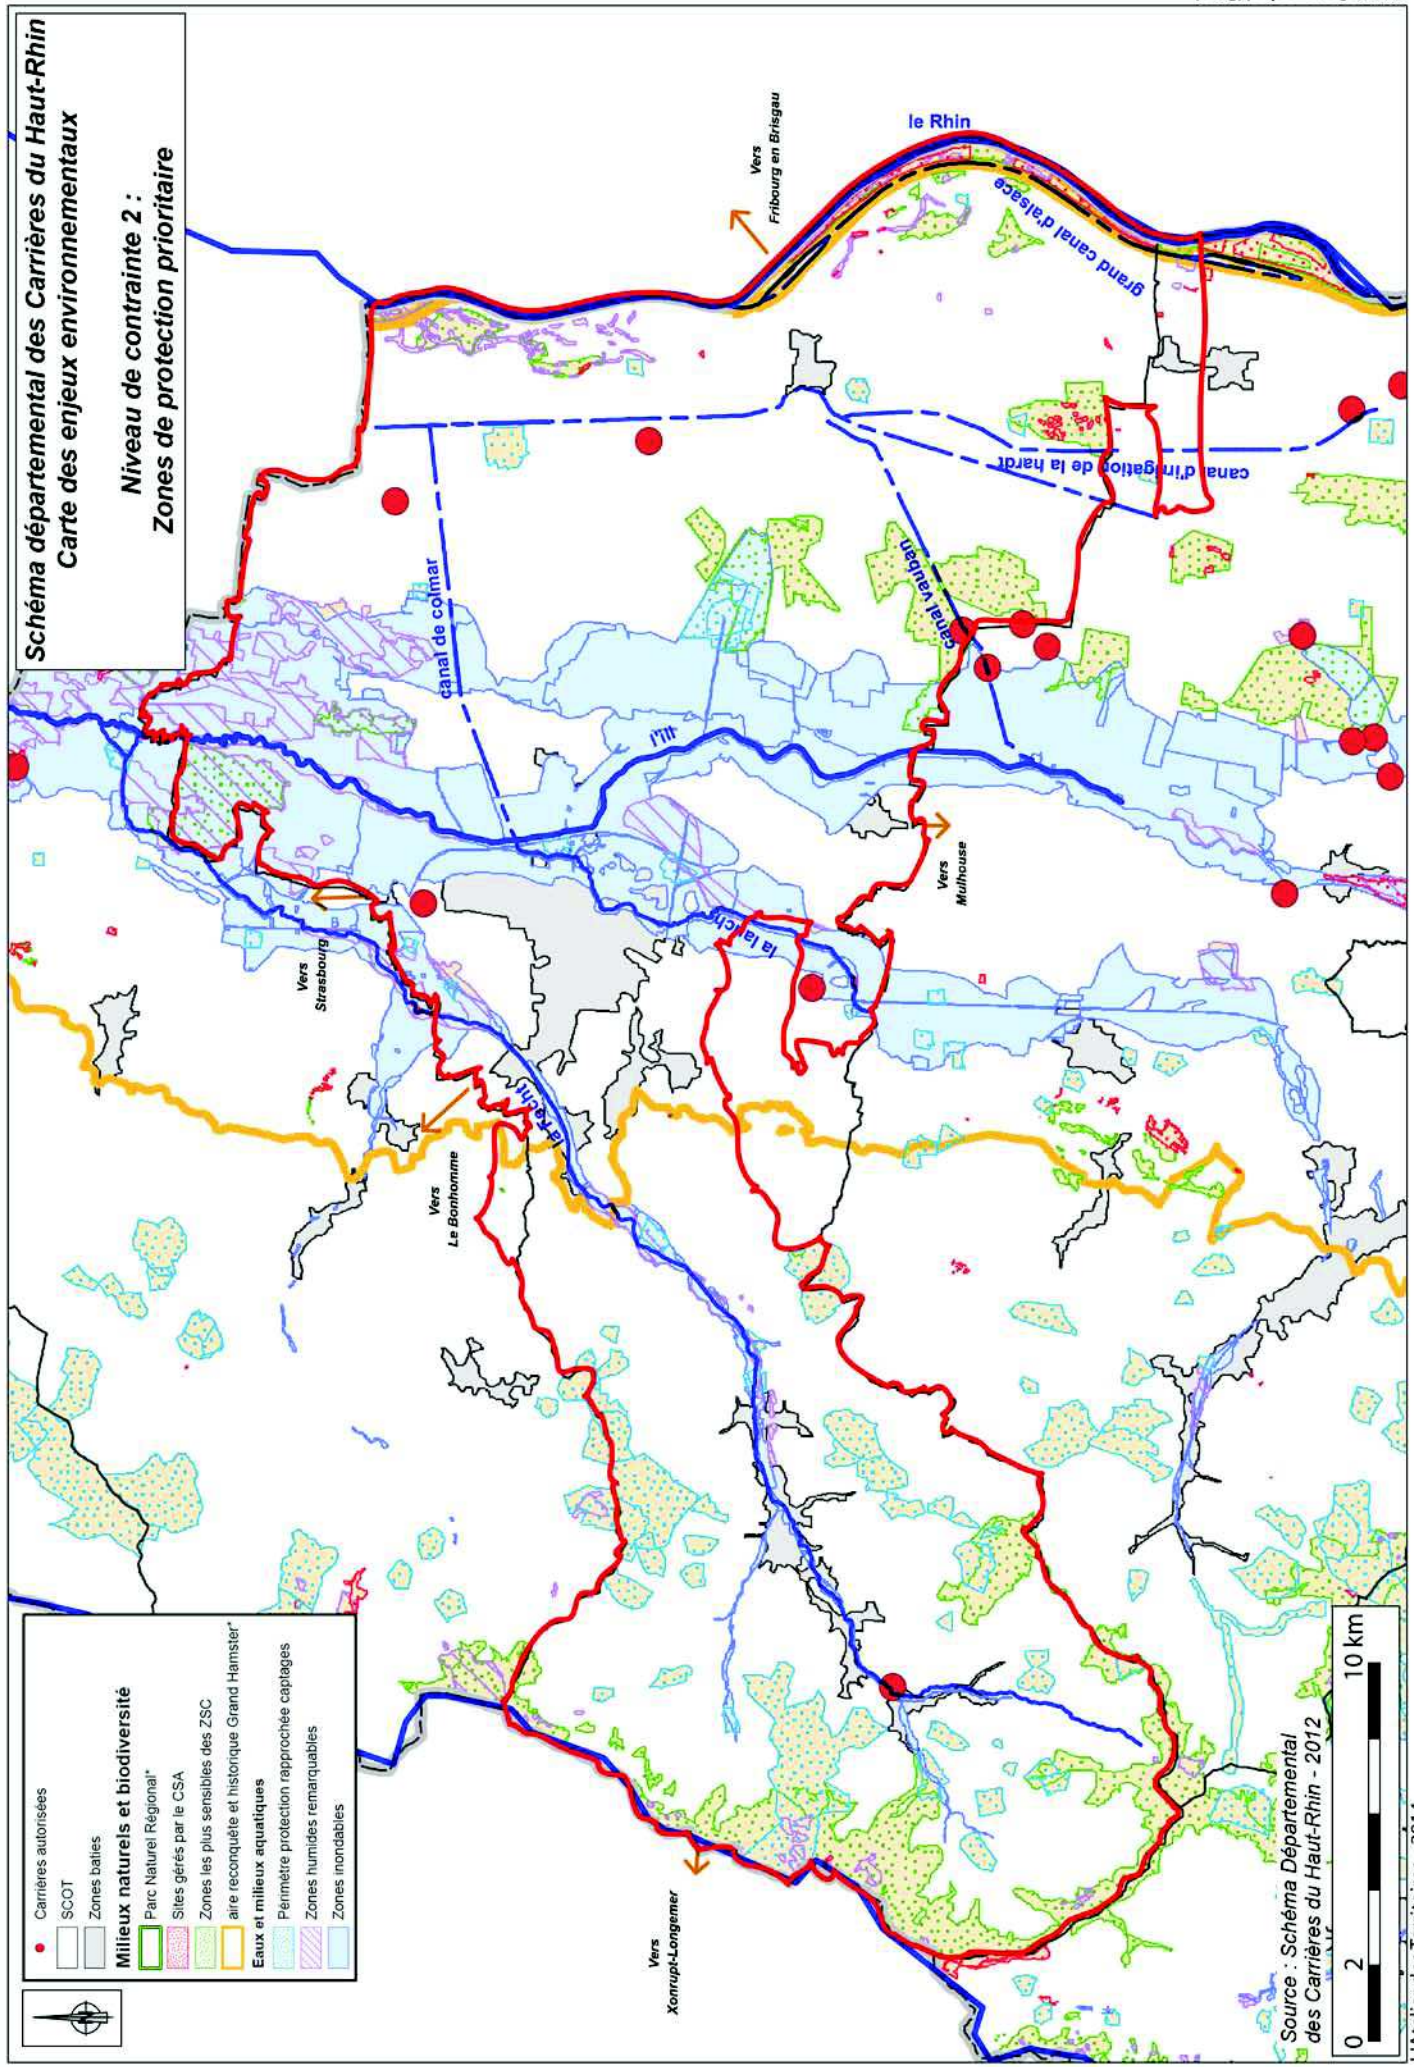 Schéma départemental des Carrières du Haut-Rhin
Carte des enjeux environnementaux
Niveau de contrainte 2 :
Zones de protection prioritaire
Carrières autorisées
SCOT
Zones baties
Milieux naturels et biodiversité
Parc Naturel Régional*
Sites gérés par le CSA
Zones les plus sensibles des ZSC
aire reconquête et historique Grand Hamster*
Eaux et milieux aquatiques
Périmètre protection rapprochée captages
Zones humides remarquables
Zones inondables
N
Vers
Strasbourg
Vers
Le Bonhomme
Vers
Xonrupt-Longemer
Vers
Mulhouse
Vers
Fribourg en Brisgau
le Rhin
grand canal d'alsace
canal d'irrigation de la hardt
canal vauban
canal de colmar
l'ill
la lauch
la Fecht
Source : Schéma Départemental
des Carrières du Haut-Rhin - 2012
0 2 10 km